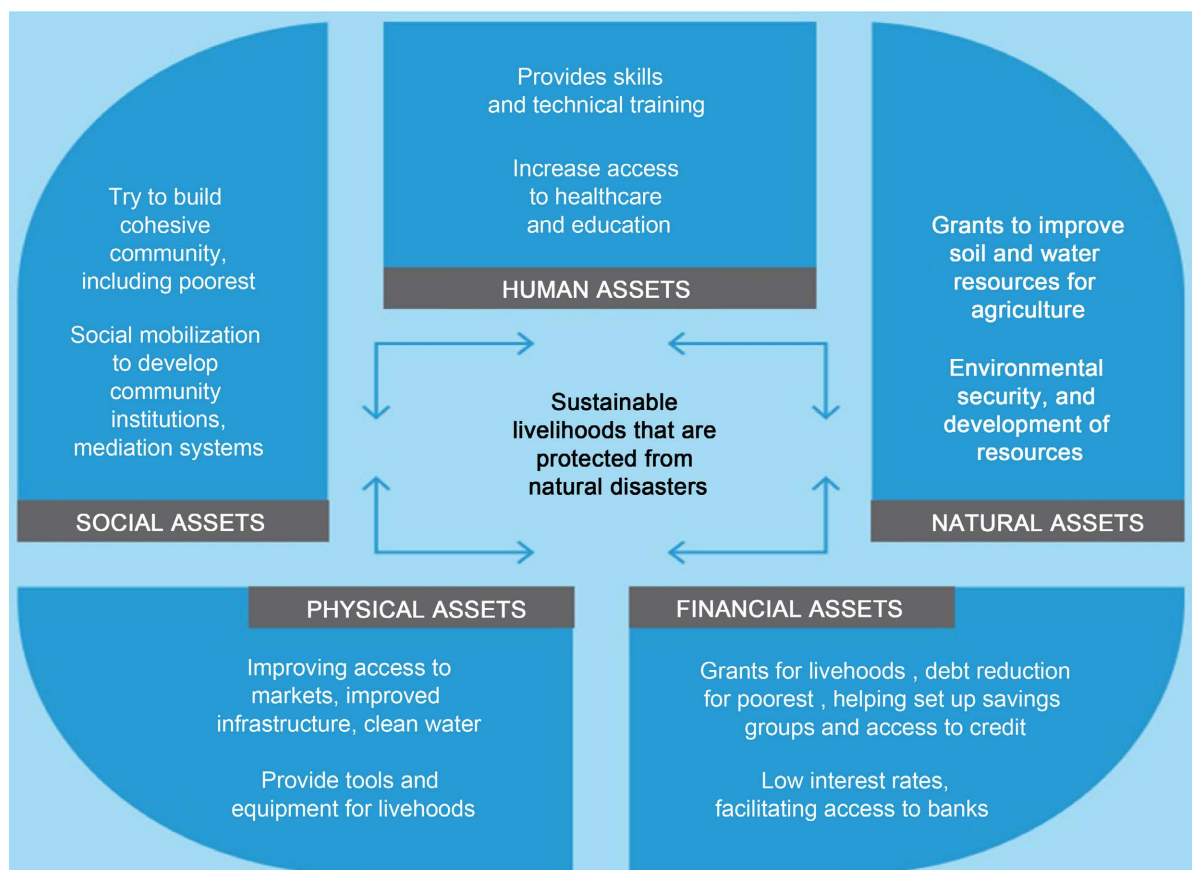 Provides skills
and technical training
Increase access
to healthcare
and education
HUMAN ASSETS
Try to build
cohesive
community,
including poorest
Social mobilization
to develop
community
institutions,
mediation systems
SOCIAL ASSETS
Sustainable
livelihoods that are
protected from
natural disasters
Grants to improve
soil and water
resources for
agriculture
Environmental
security, and
development of
resources
NATURAL ASSETS
PHYSICAL ASSETS
Improving access to
markets, improved
infrastructure, clean water
Provide tools and
equipment for livehoods
FINANCIAL ASSETS
Grants for livehoods , debt reduction
for poorest , helping set up savings
groups and access to credit
Low interest rates,
facilitating access to banks